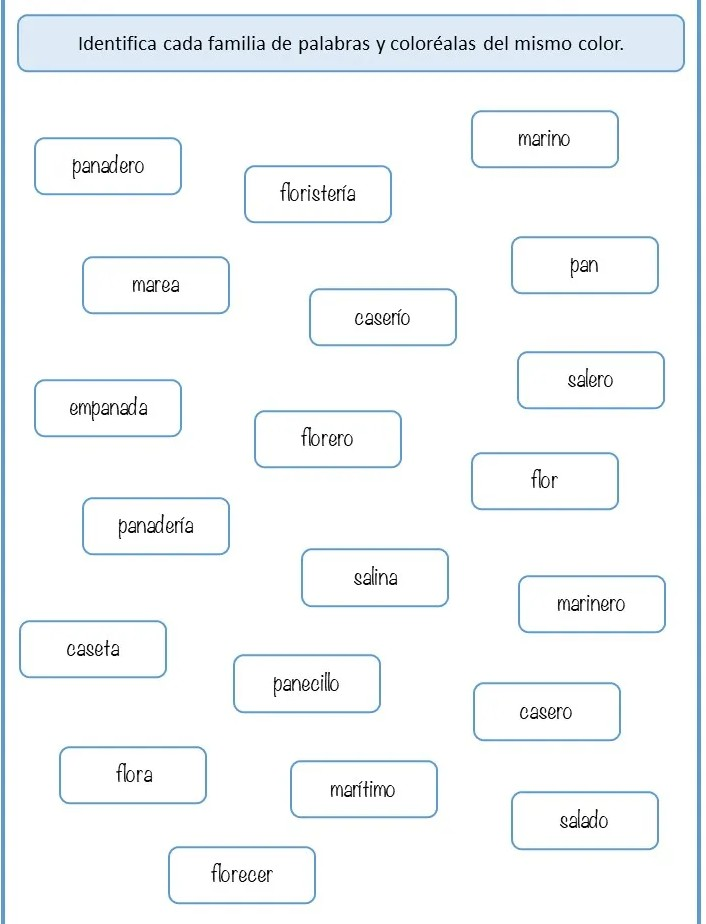 Identifica cada familia de palabras y coloréalas del mismo color.
marino
panadero
floristería
pan
marea
caserío
salero
empanada
florero
flor
panadería
salina
marinero
caseta
panecillo
casero
flora
marítimo
salado
florecer